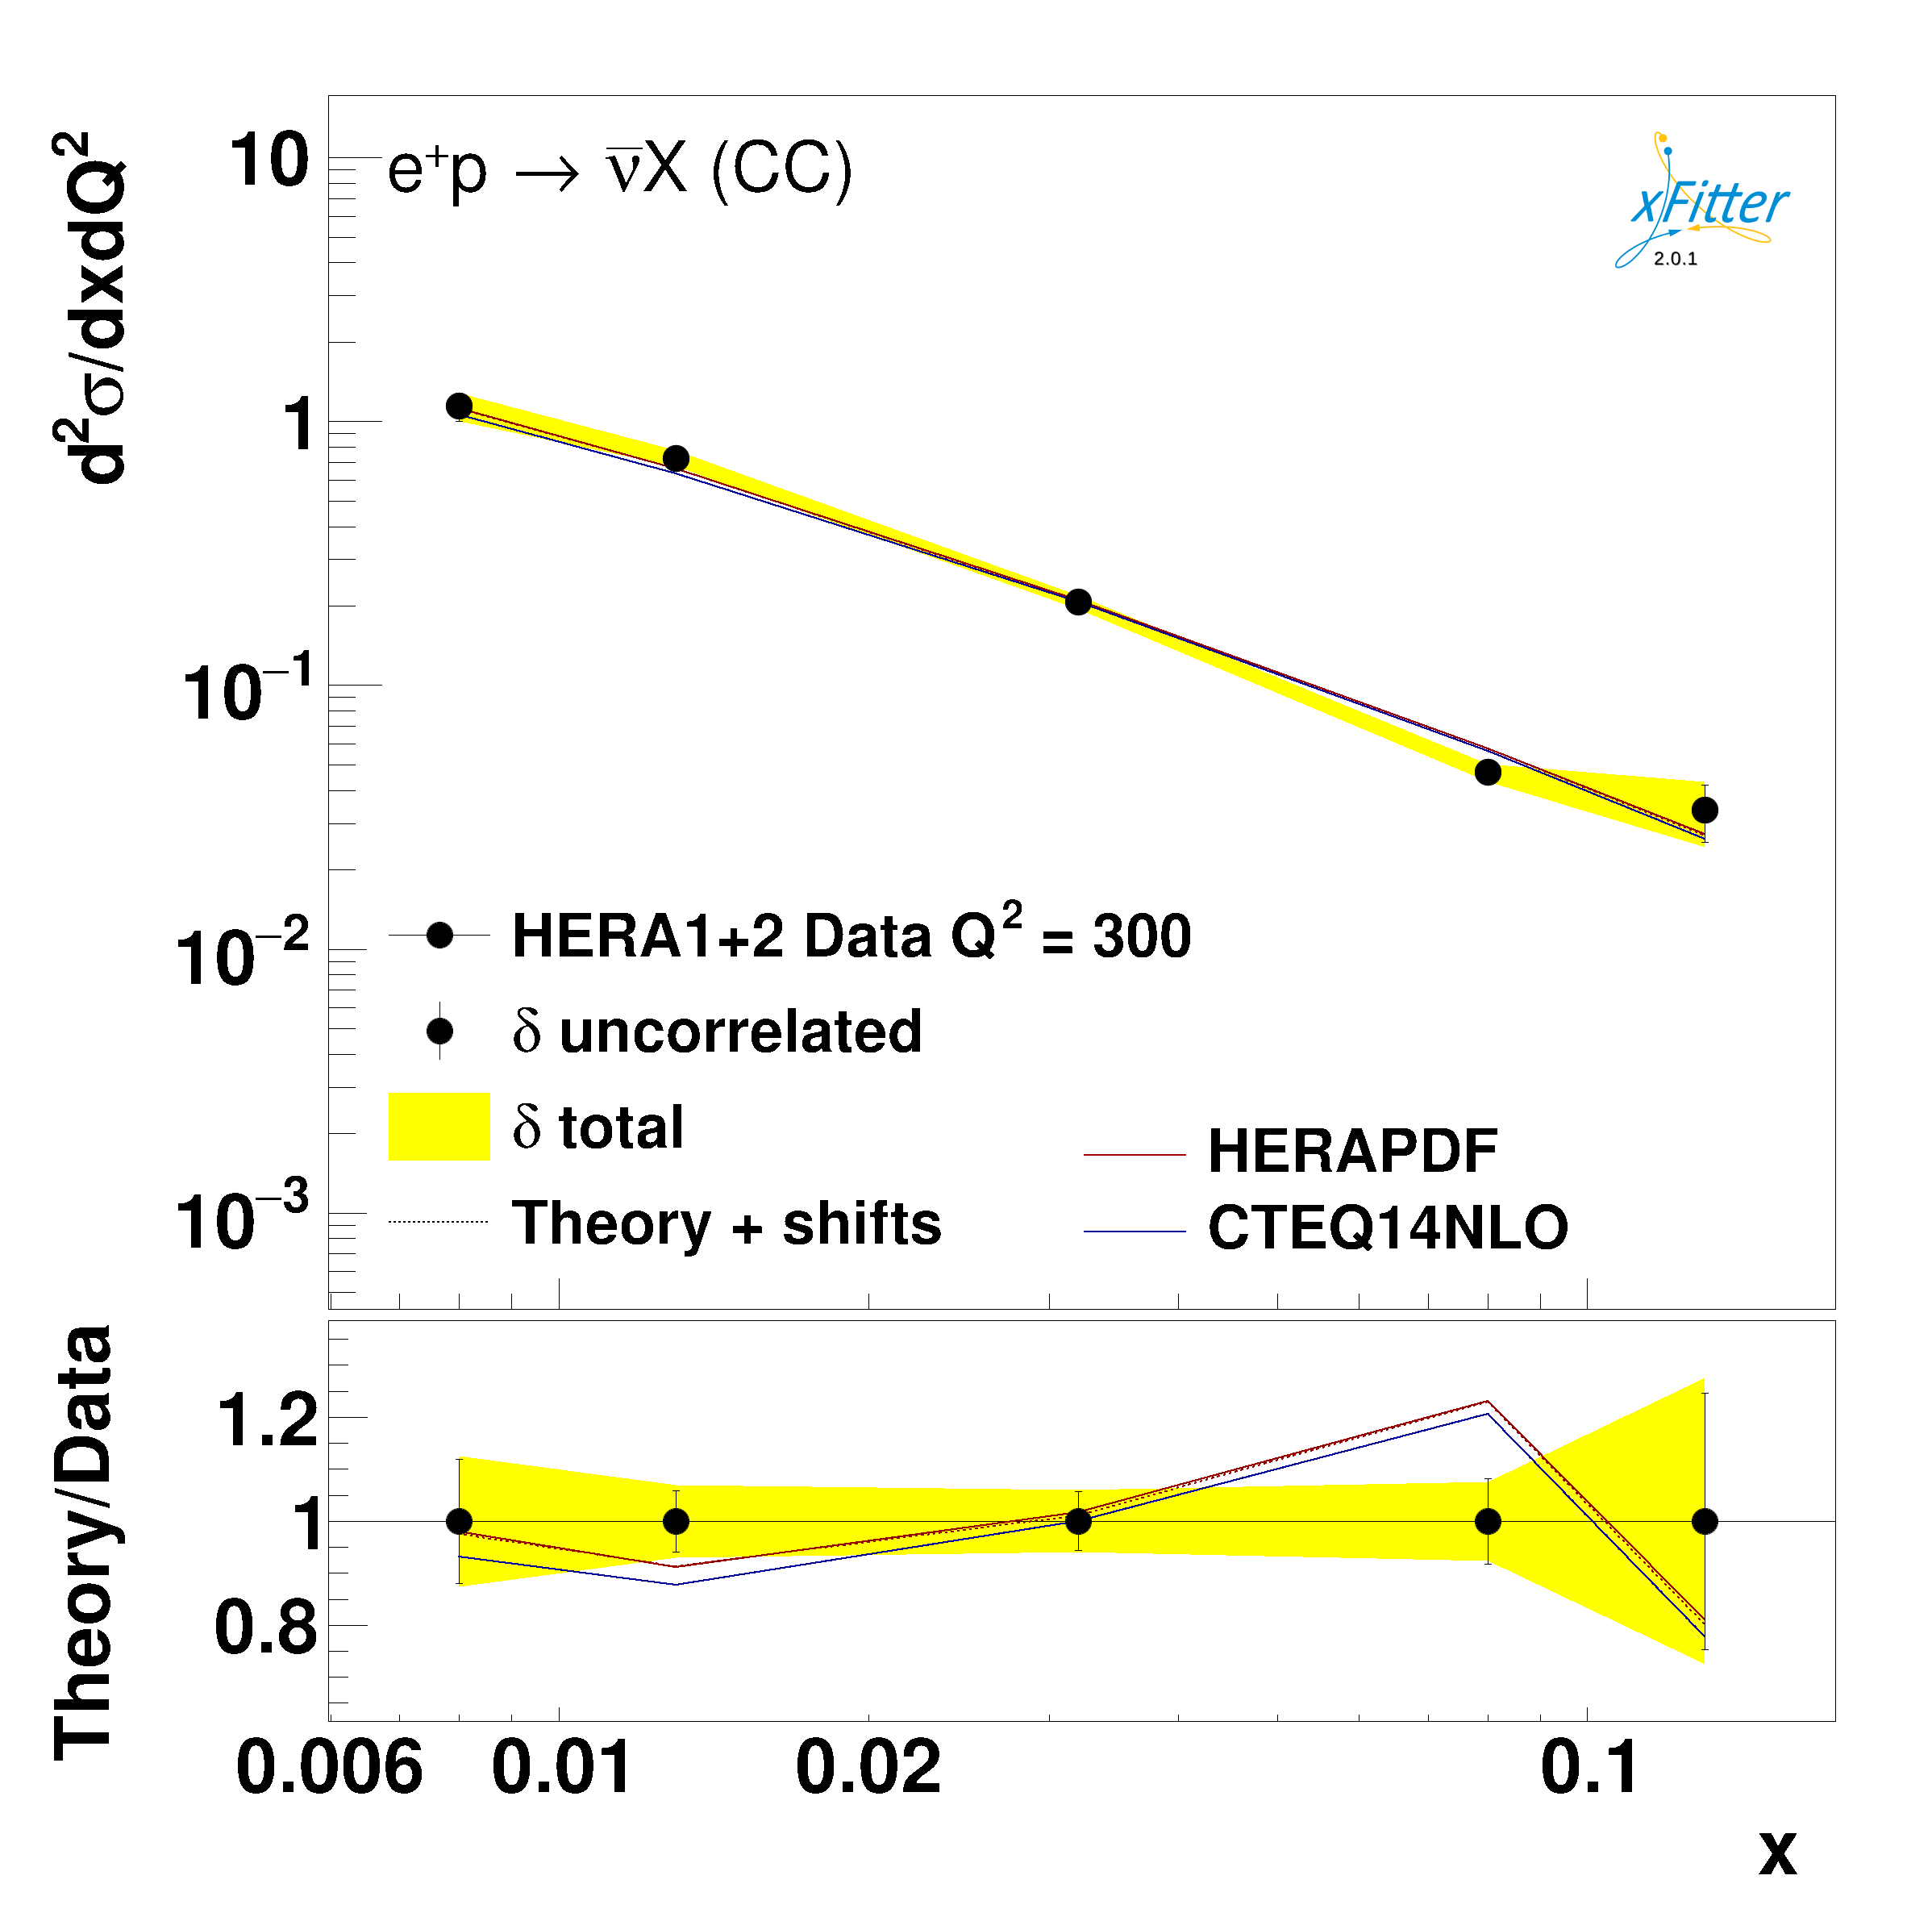 d²σ/dxdQ²
10
1
10⁻¹
10⁻²
10⁻³
e⁺p → ν̅X (CC)
xFitter
2.0.1
HERA1+2 Data Q² = 300
δ uncorrelated
δ total
Theory + shifts
HERAPDF
CTEQ14NLO
Theory/Data
1.2
1
0.8
0.006 0.01 0.02 0.1
x